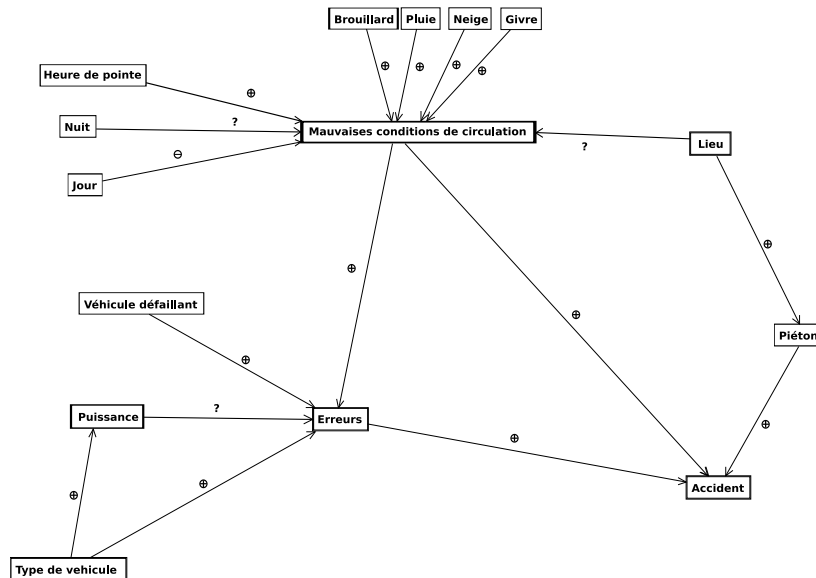 Brouillard
Pluie
Neige
Givre
⊕
⊕
⊕
⊕
Heure de pointe
⊕
Nuit
?
Mauvaises conditions de circulation
?
Lieu
⊖
Jour
⊕
⊕
Véhicule défaillant
⊕
Piéton
⊕
Puissance
?
Erreurs
⊕
⊕
⊕
Accident
⊕
⊕
Type de vehicule